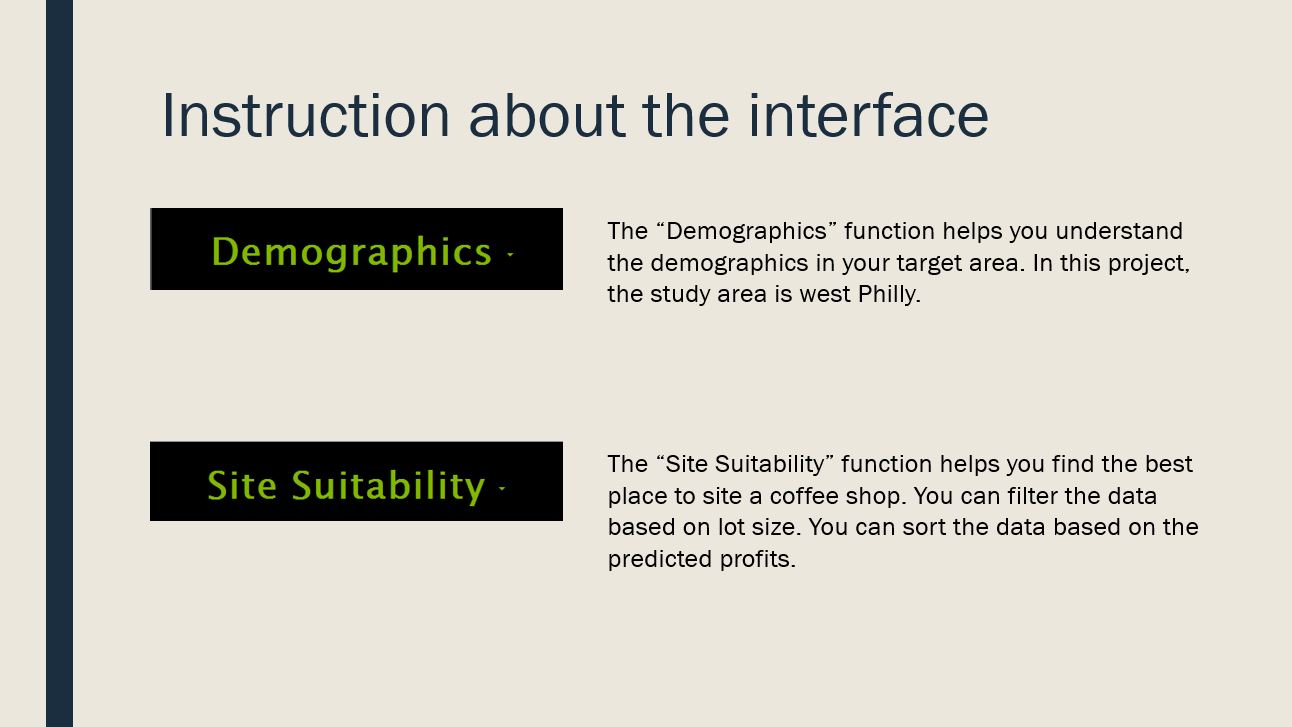 Instruction about the interface
Demographics
The “Demographics” function helps you understand
the demographics in your target area. In this project,
the study area is west Philly.
Site Suitability
The “Site Suitability” function helps you find the best
place to site a coffee shop. You can filter the data
based on lot size. You can sort the data based on the
predicted profits.